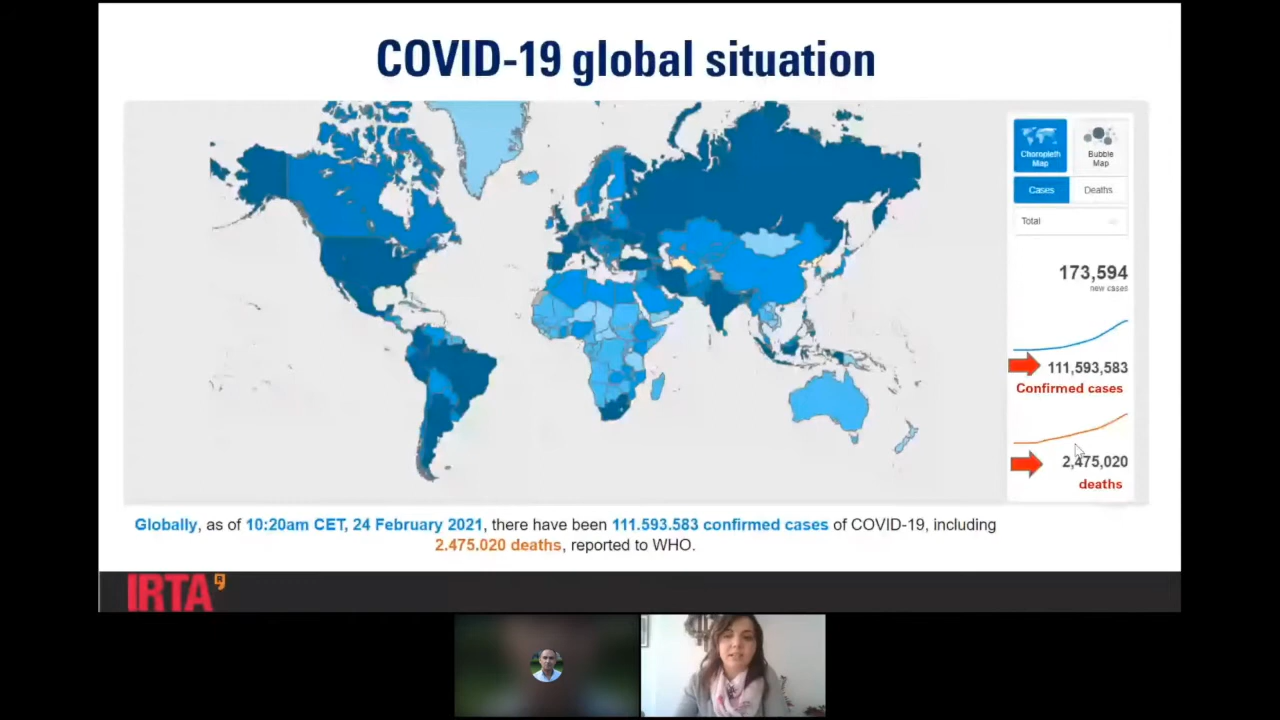 COVID-19 global situation
Choropleth
Map
Bubble
Map
Cases
Deaths
Total
173,594
new cases
111,593,583
Confirmed cases
2,475,020
deaths
Globally, as of 10:20am CET, 24 February 2021, there have been 111.593.583 confirmed cases of COVID-19, including
2.475.020 deaths, reported to WHO.
IRTA
R